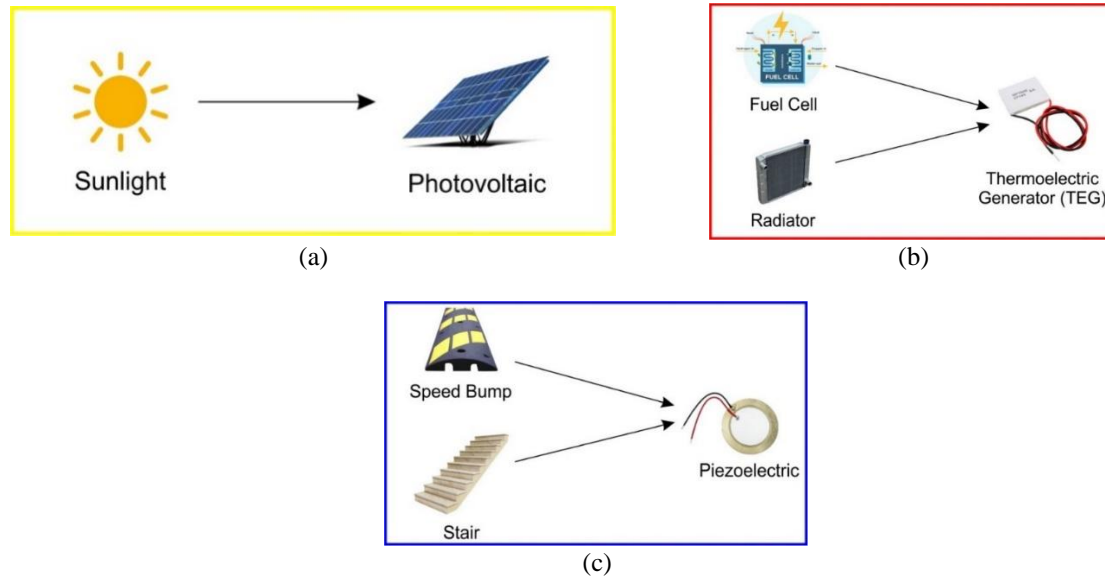 Sunlight
Photovoltaic
(a)
FUEL CELL
Fuel Cell
Radiator
Thermoelectric
Generator (TEG)
(b)
Speed Bump
Stair
Piezoelectric
(c)